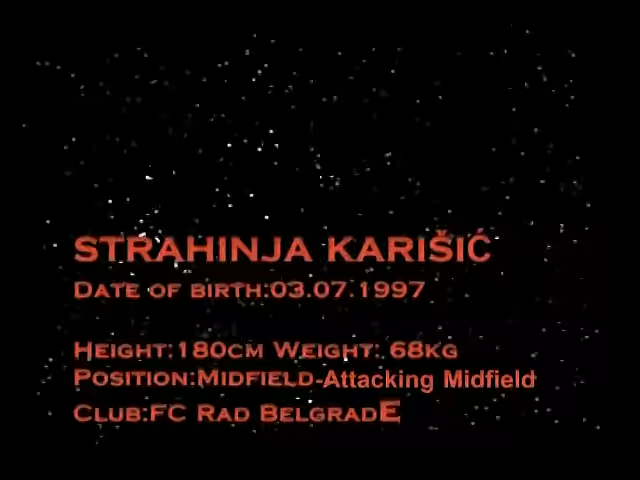 STRAHINJA KARIŠIĆ
DATE OF BIRTH:03.07.1997
HEIGHT:180CM WEIGHT: 68KG
POSITION:MIDFIELD-Attacking Midfield
CLUB:FC RAD BELGRADE